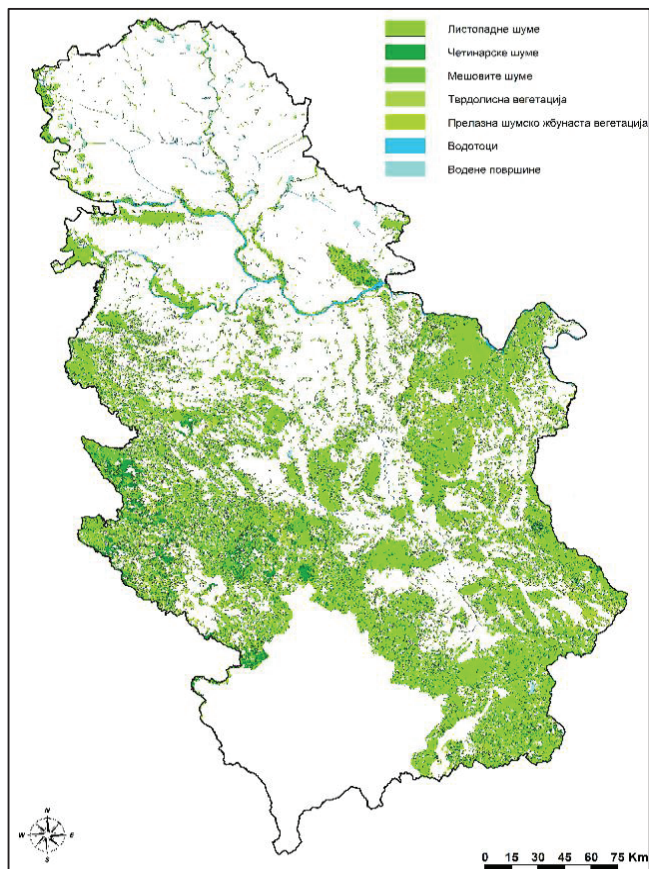 Листопадне шуме
Четинарске шуме
Мешовите шуме
Тврдолисна вегетација
Прелазна шумско жбунаста вегетација
Водотоци
Водене површине
N
W E
S
0 15 30 45 60 75 Km